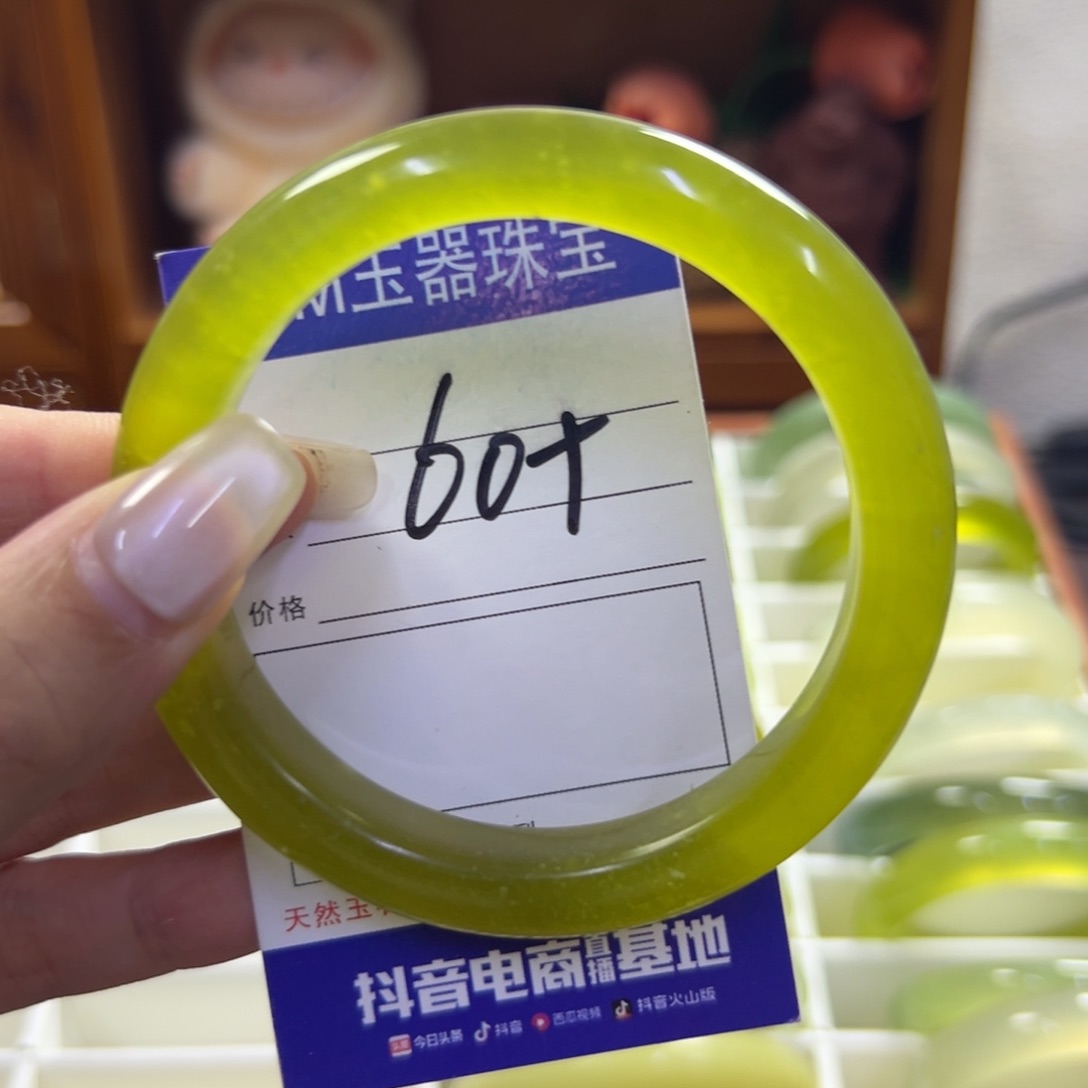 玉器珠宝
60+
价格
天然玉
抖音电商直播基地
今日头条 抖音 西瓜视频 抖音火山版